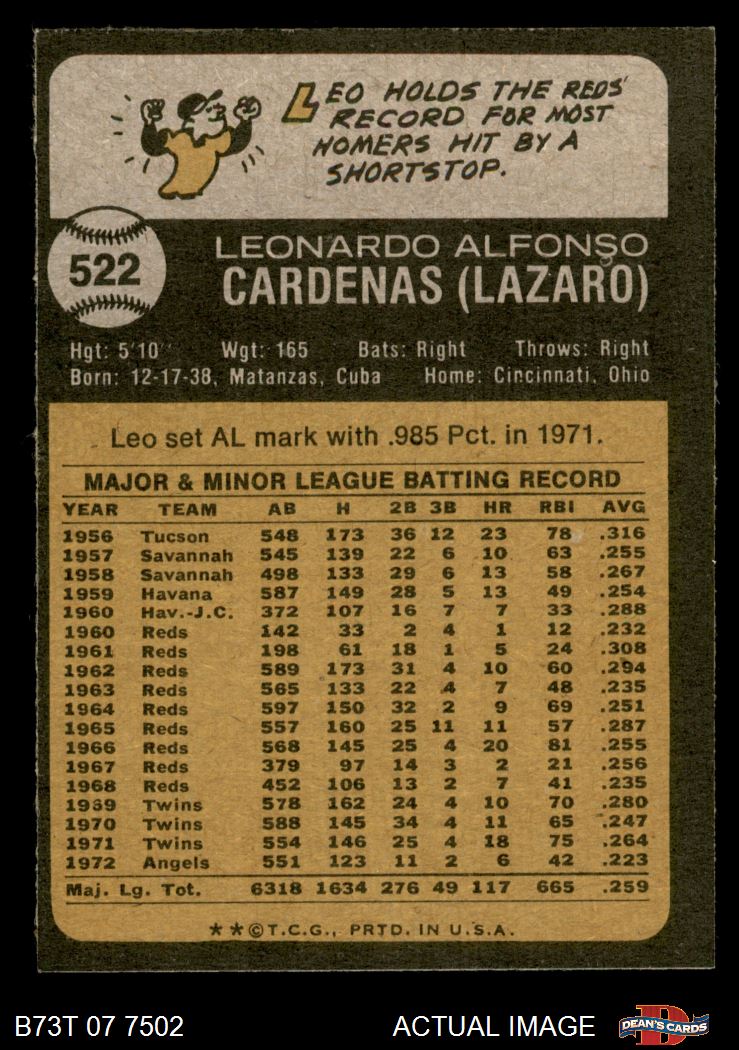 LEO HOLDS THE REDS'
RECORD FOR MOST
HOMERS HIT BY A
SHORTSTOP.
522
LEONARDO ALFONSO
CARDENAS (LAZARO)
Hgt: 5'10" Wgt: 165 Bats: Right Throws: Right
Born: 12-17-38, Matanzas, Cuba Home: Cincinnati, Ohio
Leo set AL mark with .985 Pct. in 1971.
MAJOR & MINOR LEAGUE BATTING RECORD
YEAR TEAM AB H 2B 3B HR RBI AVG
1956 Tucson 548 173 36 12 23 78 .316
1957 Savannah 545 139 22 6 10 63 .255
1958 Savannah 498 133 29 6 13 58 .267
1959 Havana 587 149 28 5 13 49 .254
1960 Hav.-J.C. 372 107 16 7 7 33 .288
1960 Reds 142 33 2 4 1 12 .232
1961 Reds 198 61 18 1 5 24 .308
1962 Reds 589 173 31 4 10 60 .294
1963 Reds 565 133 22 4 7 48 .235
1964 Reds 597 150 32 2 9 69 .251
1965 Reds 557 160 25 11 11 57 .287
1966 Reds 568 145 25 4 20 81 .255
1967 Reds 379 97 14 3 2 21 .256
1968 Reds 452 106 13 2 7 41 .235
1969 Twins 578 162 24 4 10 70 .280
1970 Twins 588 145 34 4 11 65 .247
1971 Twins 554 146 25 4 18 75 .264
1972 Angels 551 123 11 2 6 42 .223
Maj. Lg. Tot. 6318 1634 276 49 117 665 .259
**©T.C.G., PRTD. IN U.S.A.
B73T 07 7502 ACTUAL IMAGE DEAN'S CARDS